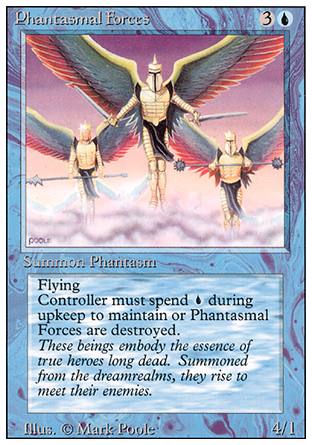 Phantasmal Forces 3
POOLE
Summon Phantasm
Flying
Controller must spend during
upkeep to maintain or Phantasmal
Forces are destroyed.
These beings embody the essence of
true heroes long dead. Summoned
from the dreamrealms, they rise to
meet their enemies.
Illus. © Mark Poole 4/1